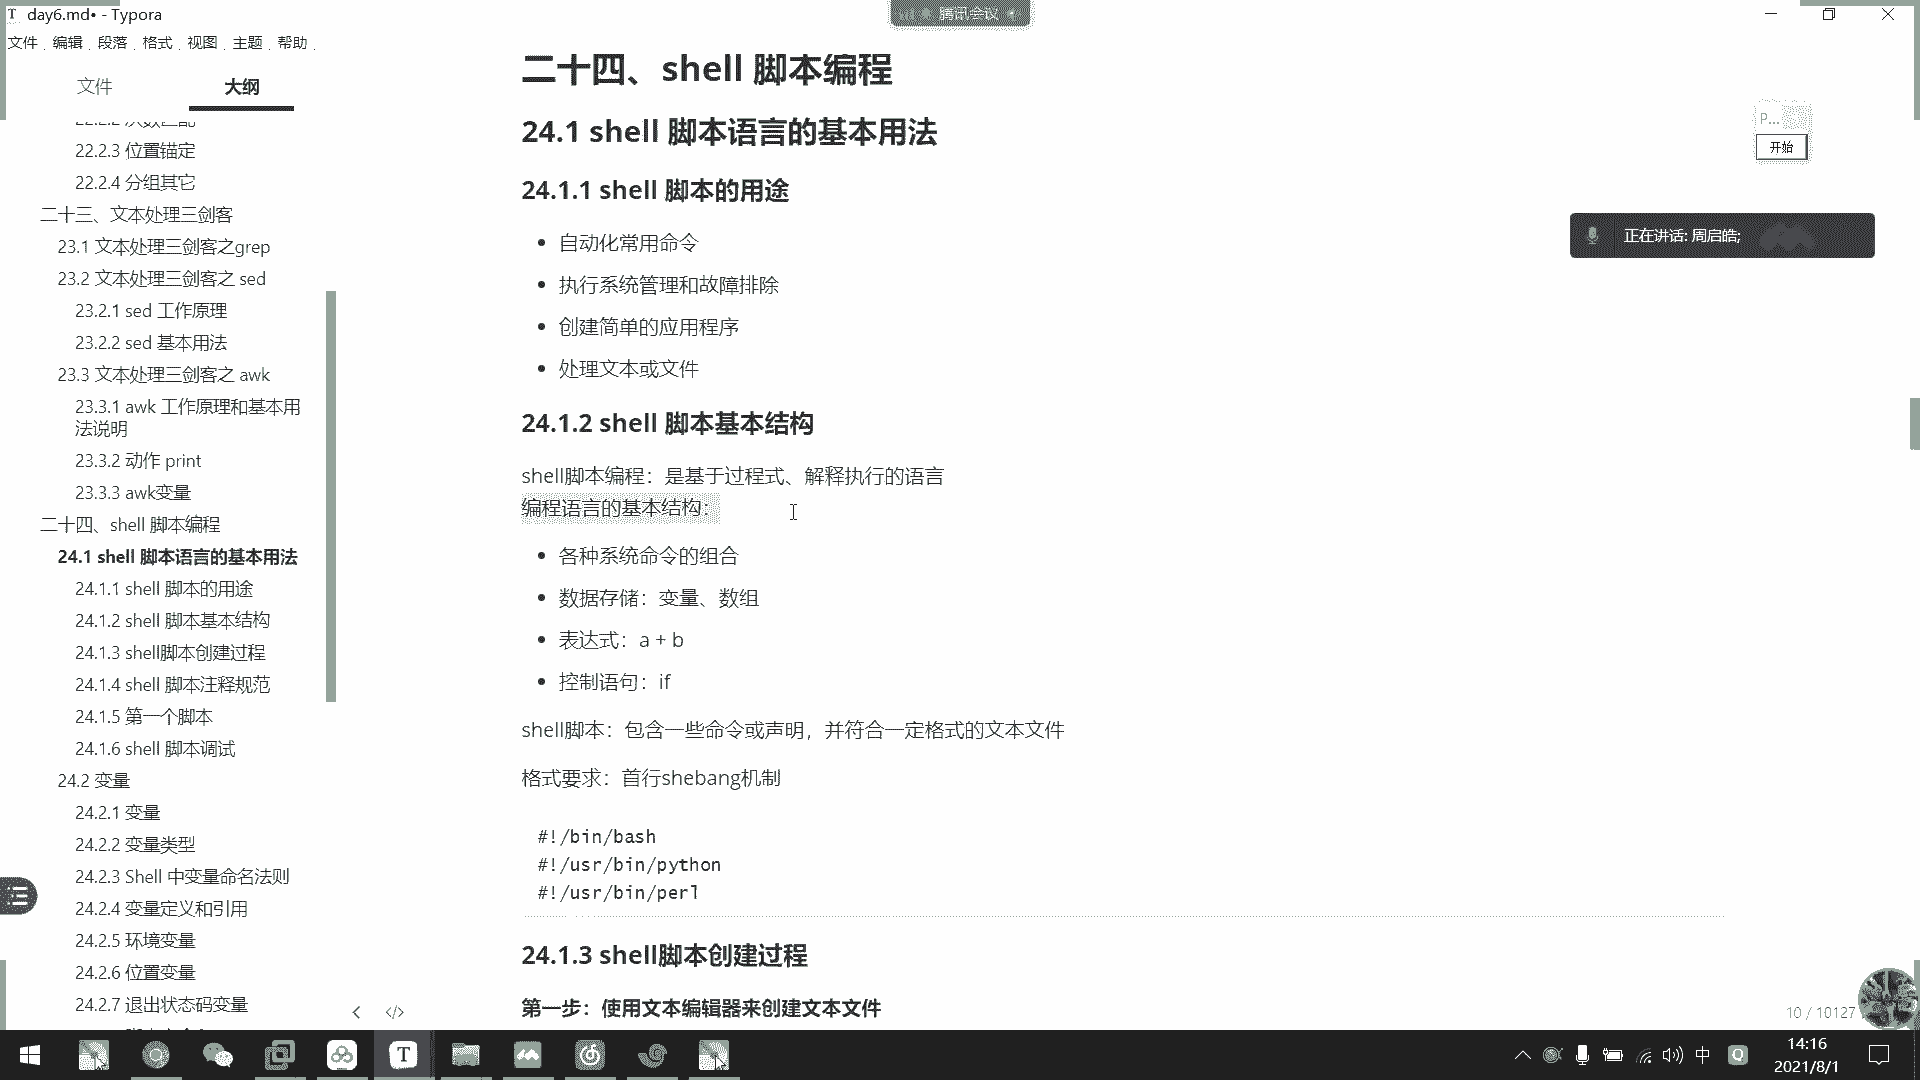 T day6.md• - Typora
腾讯会议
文件 编辑 段落 格式 视图 主题 帮助
文件 大纲
22.2.3 位置锚定
22.2.4 分组其它
二十三、文本处理三剑客
23.1 文本处理三剑客之grep
23.2 文本处理三剑客之 sed
23.2.1 sed 工作原理
23.2.2 sed 基本用法
23.3 文本处理三剑客之 awk
23.3.1 awk 工作原理和基本用
法说明
23.3.2 动作 print
23.3.3 awk变量
二十四、shell 脚本编程
24.1 shell 脚本语言的基本用法
24.1.1 shell 脚本的用途
24.1.2 shell 脚本基本结构
24.1.3 shell脚本创建过程
24.1.4 shell 脚本注释规范
24.1.5 第一个脚本
24.1.6 shell 脚本调试
24.2 变量
24.2.1 变量
24.2.2 变量类型
24.2.3 Shell 中变量命名法则
24.2.4 变量定义和引用
24.2.5 环境变量
24.2.6 位置变量
24.2.7 退出状态码变量
二十四、shell 脚本编程
24.1 shell 脚本语言的基本用法
24.1.1 shell 脚本的用途
• 自动化常用命令
• 执行系统管理和故障排除
• 创建简单的应用程序
• 处理文本或文件
24.1.2 shell 脚本基本结构
shell脚本编程：是基于过程式、解释执行的语言
编程语言的基本结构：
• 各种系统命令的组合
• 数据存储：变量、数组
• 表达式：a + b
• 控制语句：if
shell脚本：包含一些命令或声明，并符合一定格式的文本文件
格式要求：首行shebang机制
#!/bin/bash
#!/usr/bin/python
#!/usr/bin/perl
24.1.3 shell脚本创建过程
第一步：使用文本编辑器来创建文本文件
P...
开始
正在讲话: 周启皓;
10 / 10127
中
14:16
2021/8/1